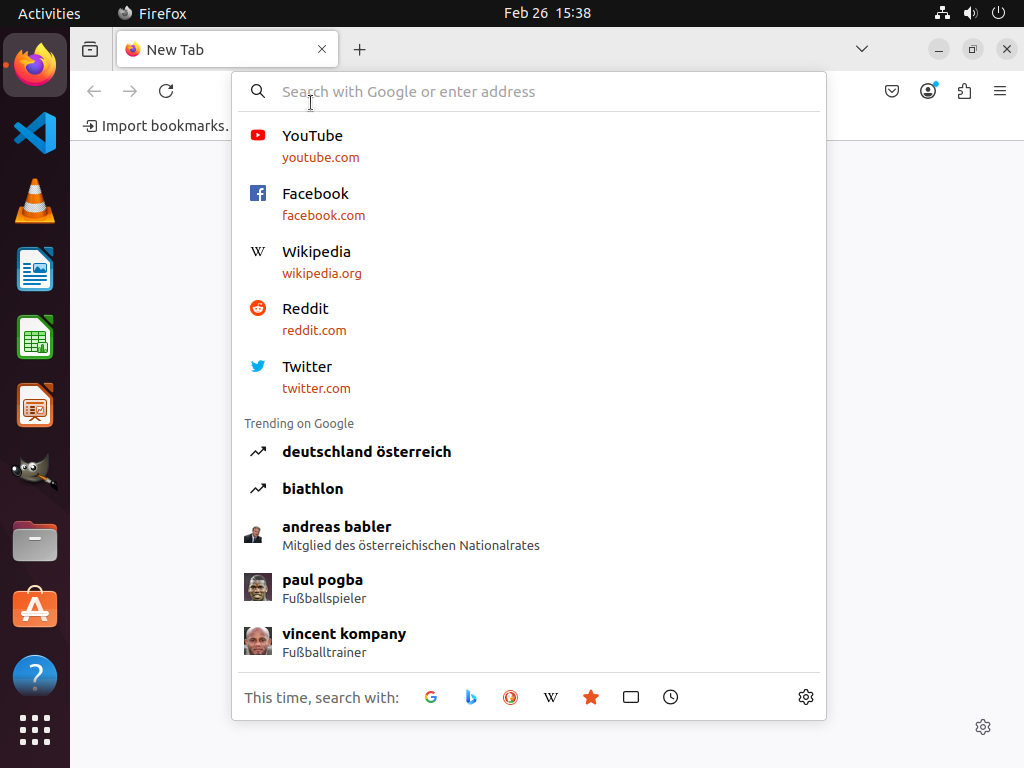 Activities
Firefox
Feb 26 15:38
New Tab
Search with Google or enter address
Import bookmarks.
YouTube
youtube.com
Facebook
facebook.com
W
Wikipedia
wikipedia.org
Reddit
reddit.com
Twitter
twitter.com
Trending on Google
deutschland österreich
biathlon
andreas babler
Mitglied des österreichischen Nationalrates
paul pogba
Fußballspieler
vincent kompany
Fußballtrainer
This time, search with: